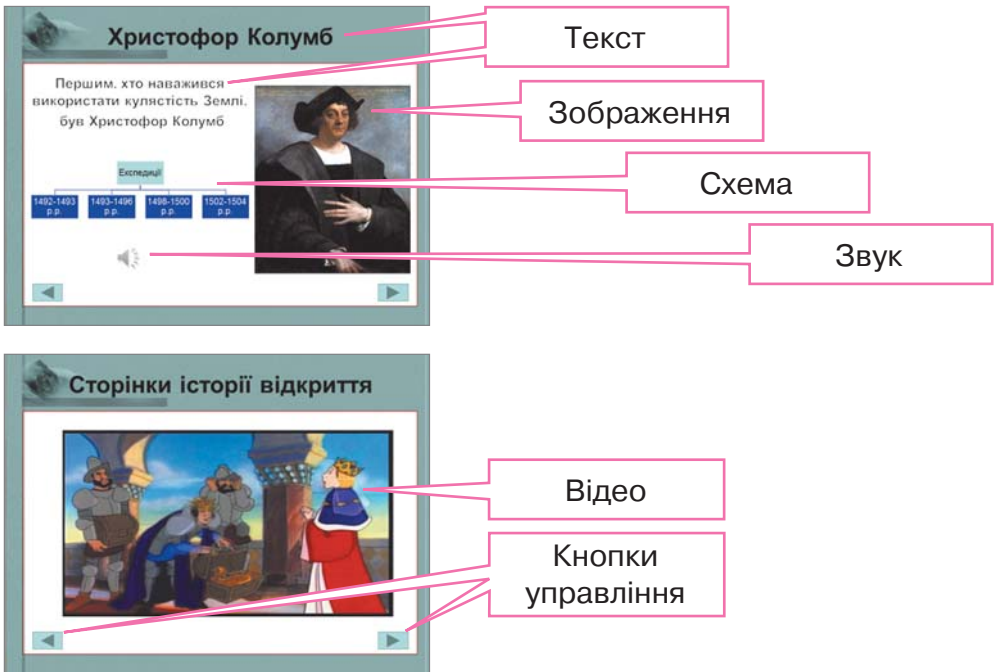 Христофор Колумб
Першим, хто наважився
використати кулястість Землі,
був Христофор Колумб
Експедиції
1492-1493
р.р.
1493-1496
р.р.
1498-1500
р.р.
1502-1504
р.р.
Текст
Зображення
Схема
Звук
Сторінки історії відкриття
Відео
Кнопки
управління